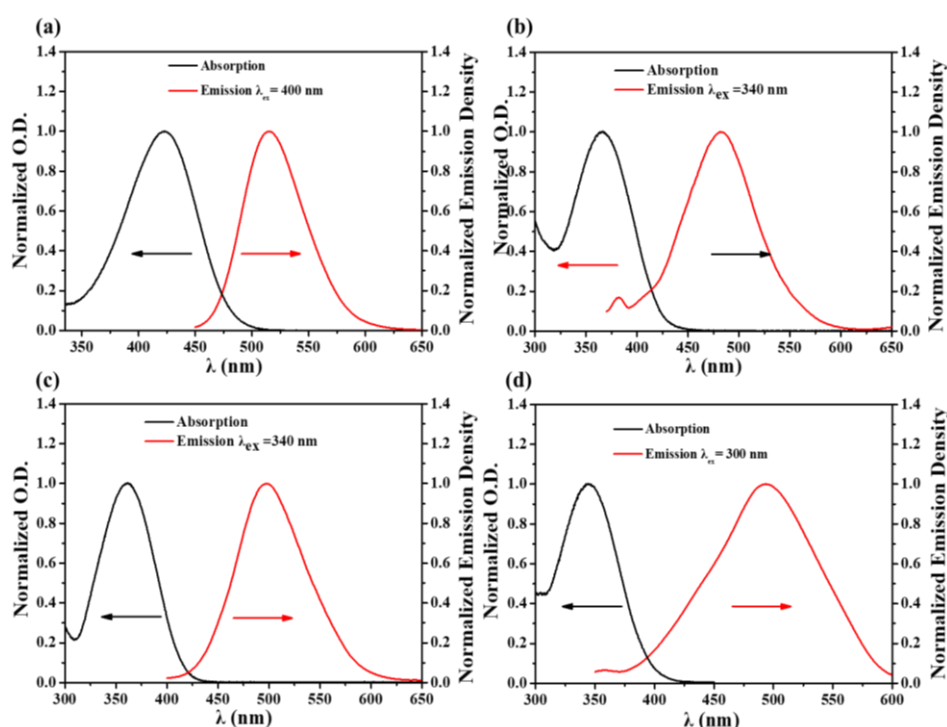 (a)
Absorption
Emission λex= 400 nm
Normalized O.D.
Normalized Emission Density
1.4
1.2
1.0
0.8
0.6
0.4
0.2
0.0
1.4
1.2
1.0
0.8
0.6
0.4
0.2
0.0
350 400 450 500 550 600 650
λ (nm)
(b)
Absorption
Emission λex =340 nm
Normalized O.D.
Normalized Emission Density
1.4
1.2
1.0
0.8
0.6
0.4
0.2
0.0
1.4
1.2
1.0
0.8
0.6
0.4
0.2
0.0
300 350 400 450 500 550 600 650
λ (nm)
(c)
Absorption
Emission λex =340 nm
Normalized O.D.
Normalized Emission Density
1.4
1.2
1.0
0.8
0.6
0.4
0.2
0.0
1.4
1.2
1.0
0.8
0.6
0.4
0.2
0.0
300 350 400 450 500 550 600 650
λ (nm)
(d)
Absorption
Emission λex= 300 nm
Normalized O.D.
Normalized Emission Density
1.4
1.2
1.0
0.8
0.6
0.4
0.2
0.0
1.4
1.2
1.0
0.8
0.6
0.4
0.2
0.0
300 350 400 450 500 550 600
λ (nm)